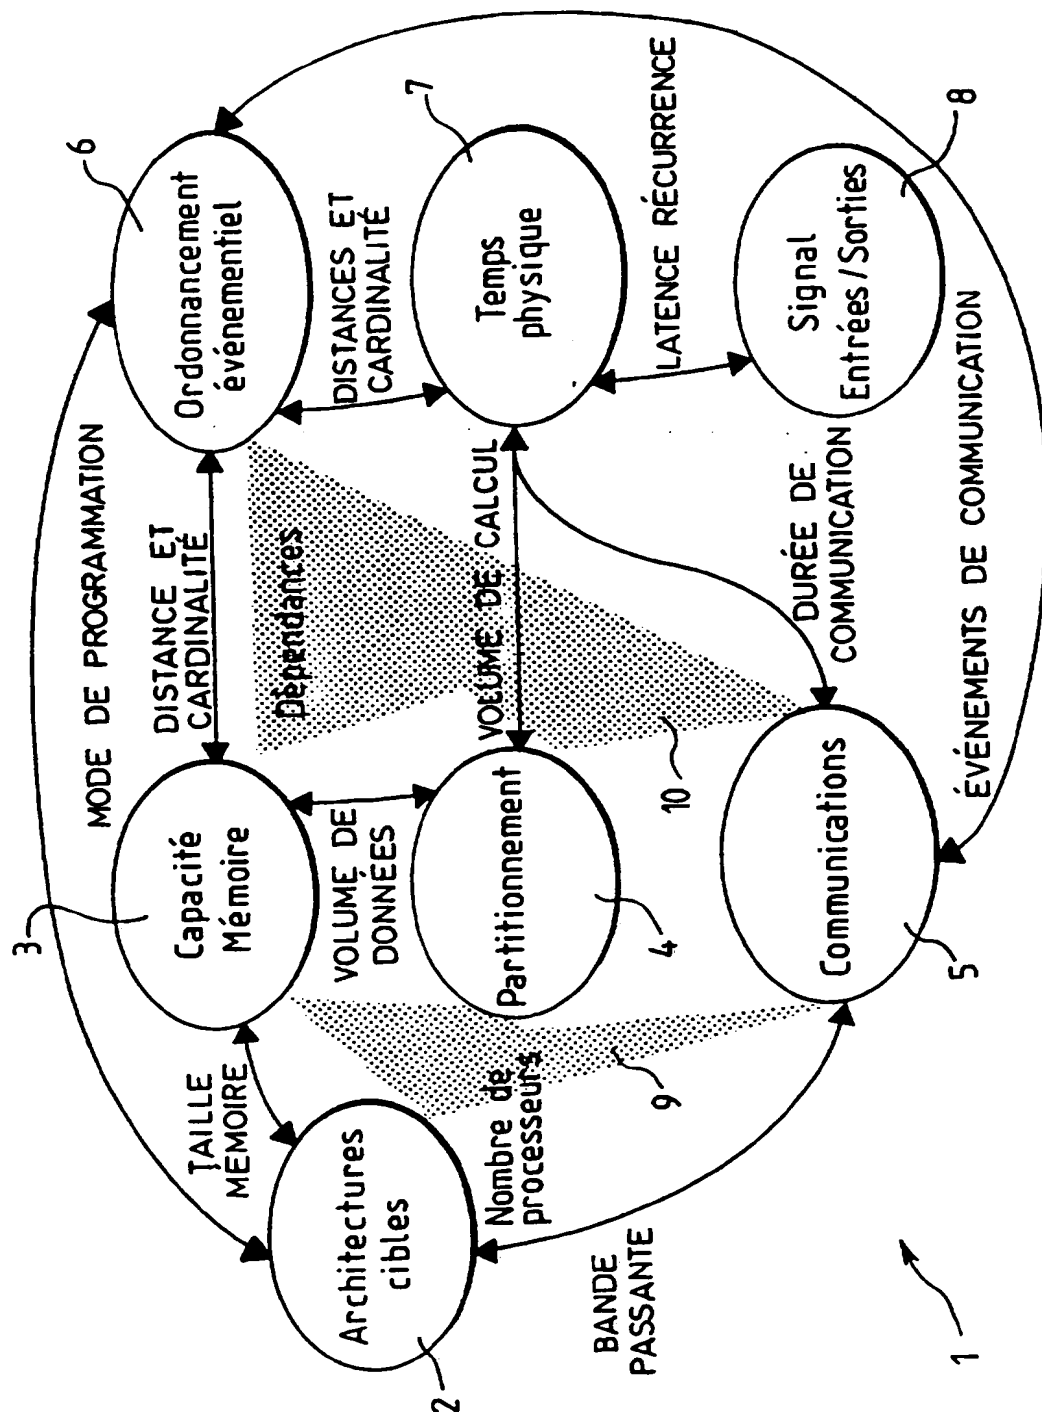 MODE DE PROGRAMMATION
3
6
Capacité
Mémoire
DISTANCE ET
CARDINALITÉ
Ordonnancement
événementiel
TAILLE
MÉMOIRE
VOLUME DE
DONNÉES
Dépendances
DISTANCES ET
CARDINALITÉ
7
Architectures
cibles
2
Nombre de
processeurs
Partitionnement
4
VOLUME DE CALCUL
Temps
physique
9
10
LATENCE RÉCURRENCE
BANDE
PASSANTE
Communications
5
DURÉE DE
COMMUNICATION
Signal
Entrées / Sorties
8
ÉVÉNEMENTS DE COMMUNICATION
1